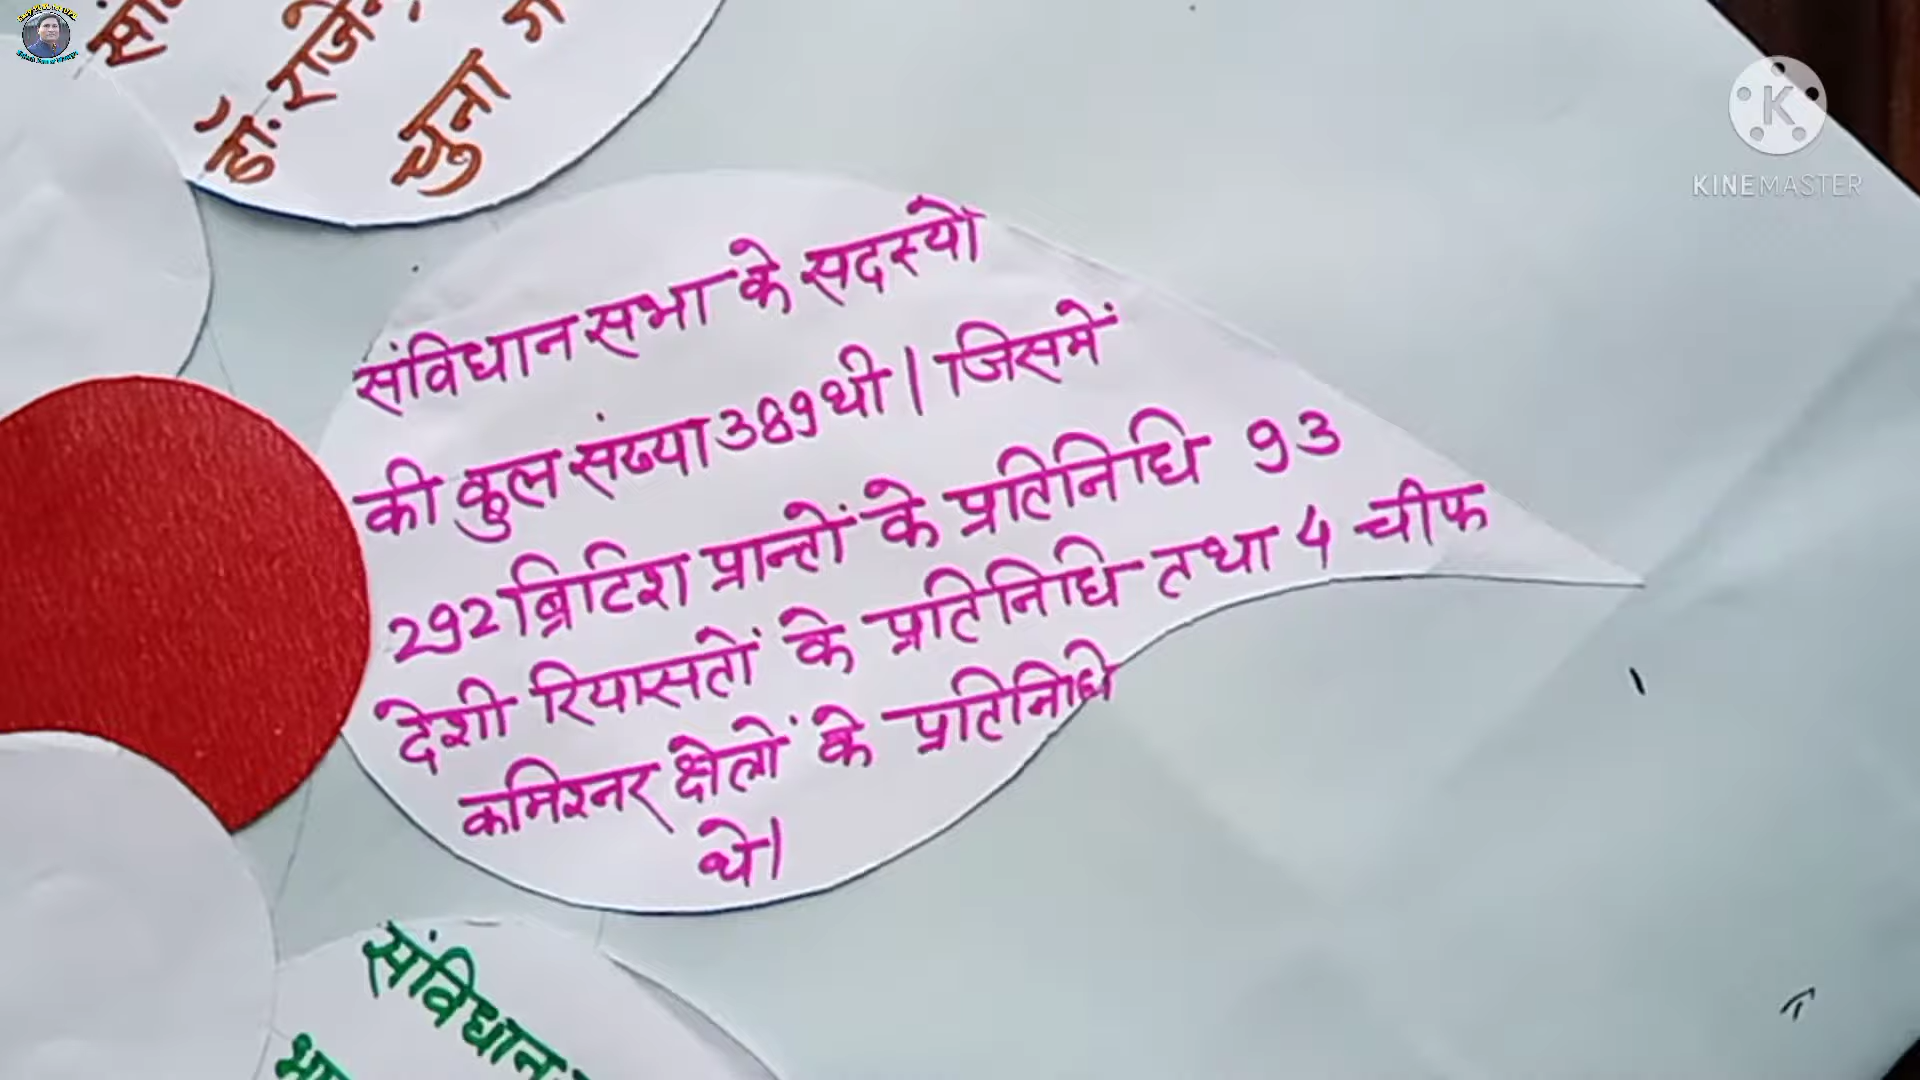 डॉ. राजे
चुना ग
संविधान सभा के सदस्यों
की कुल संख्या 389 थी। जिसमें
292 ब्रिटिश प्रान्तों के प्रतिनिधि 93
देशी रियासतों के प्रतिनिधि तथा 4 चीफ
कमिश्नर क्षेत्रों के प्रतिनिधि
थे।
संविधान
KINEMASTER